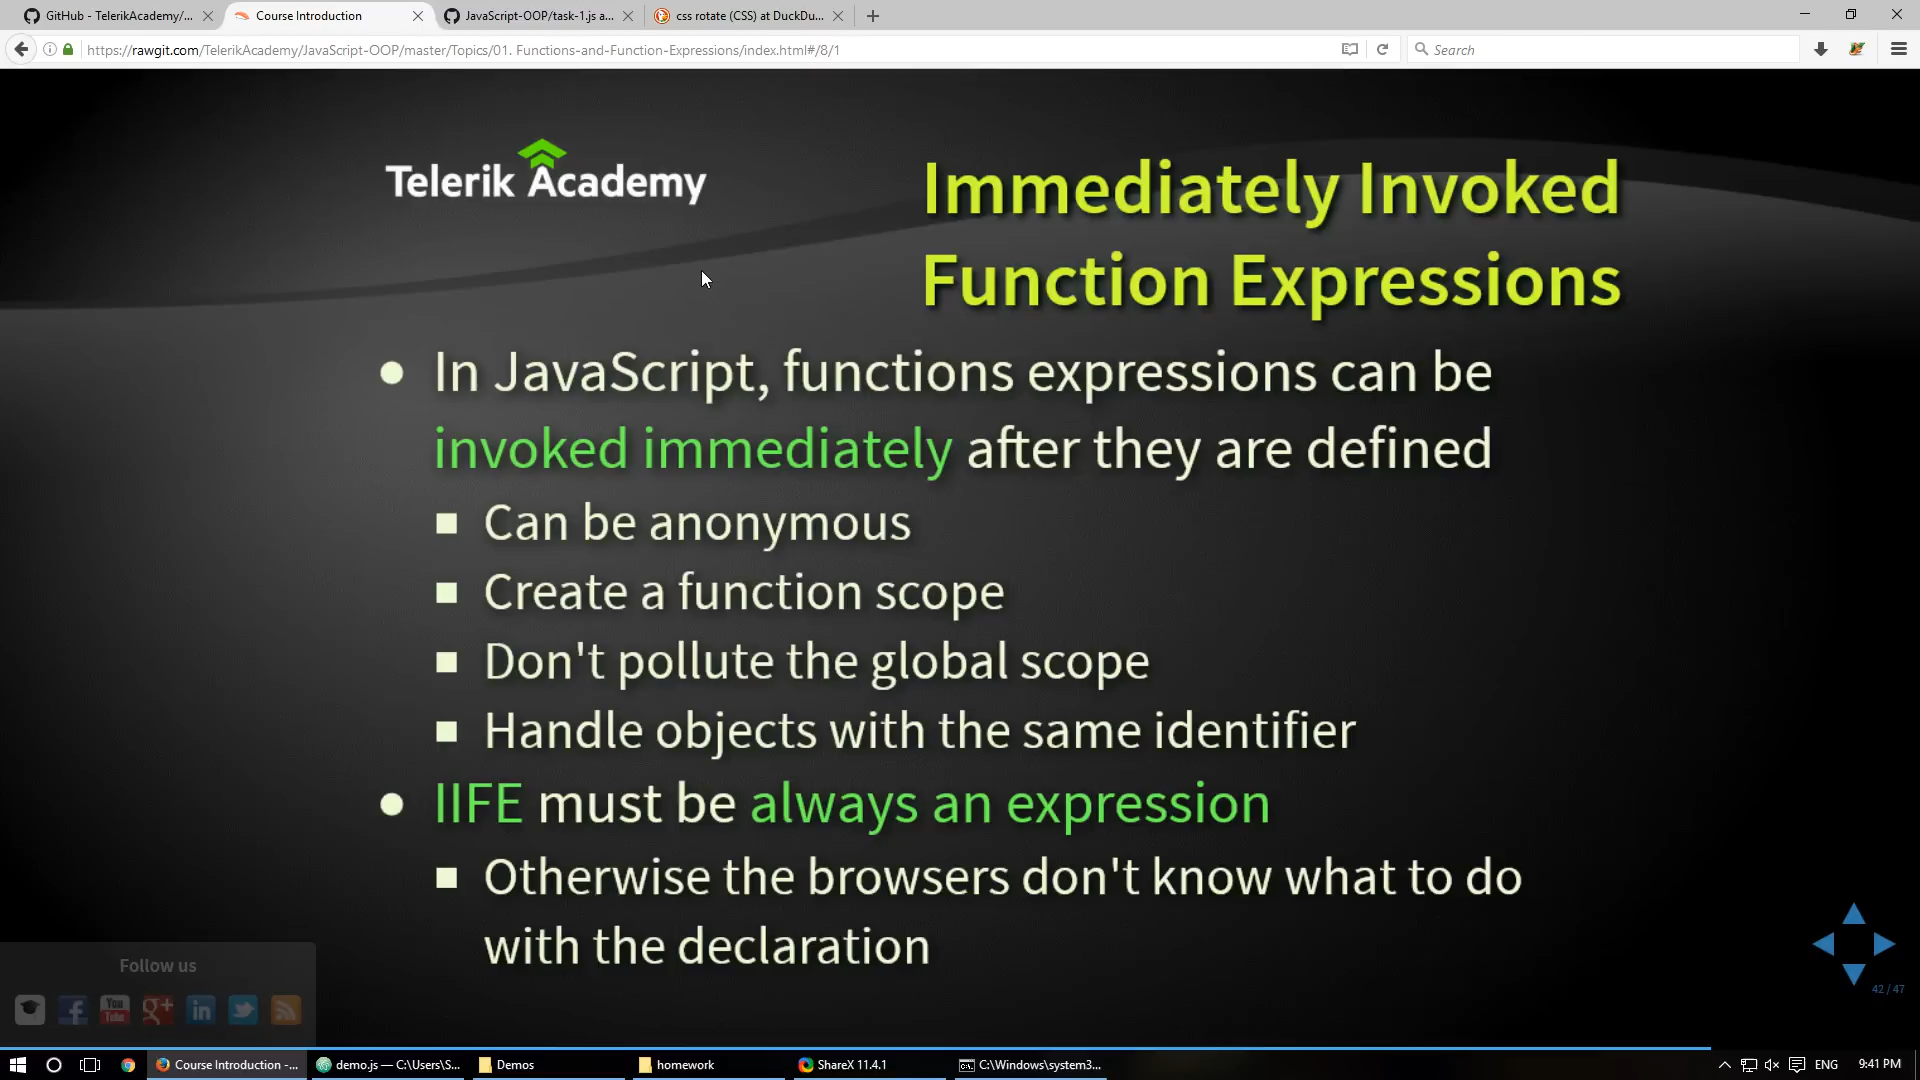 GitHub - TelerikAcademy/...
Course Introduction
JavaScript-OOP/task-1.js a...
css rotate (CSS) at DuckDu...
https://rawgit.com/TelerikAcademy/JavaScript-OOP/master/Topics/01. Functions-and-Function-Expressions/index.html#/8/1
Search
Telerik Academy
Immediately Invoked
Function Expressions
In JavaScript, functions expressions can be
invoked immediately after they are defined
Can be anonymous
Create a function scope
Don't pollute the global scope
Handle objects with the same identifier
IIFE must be always an expression
Otherwise the browsers don't know what to do
with the declaration
Follow us
You
Tube
g+
in
42 / 47
Course Introduction -...
demo.js — C:\Users\S...
Demos
homework
ShareX 11.4.1
C:\Windows\system3...
ENG
9:41 PM